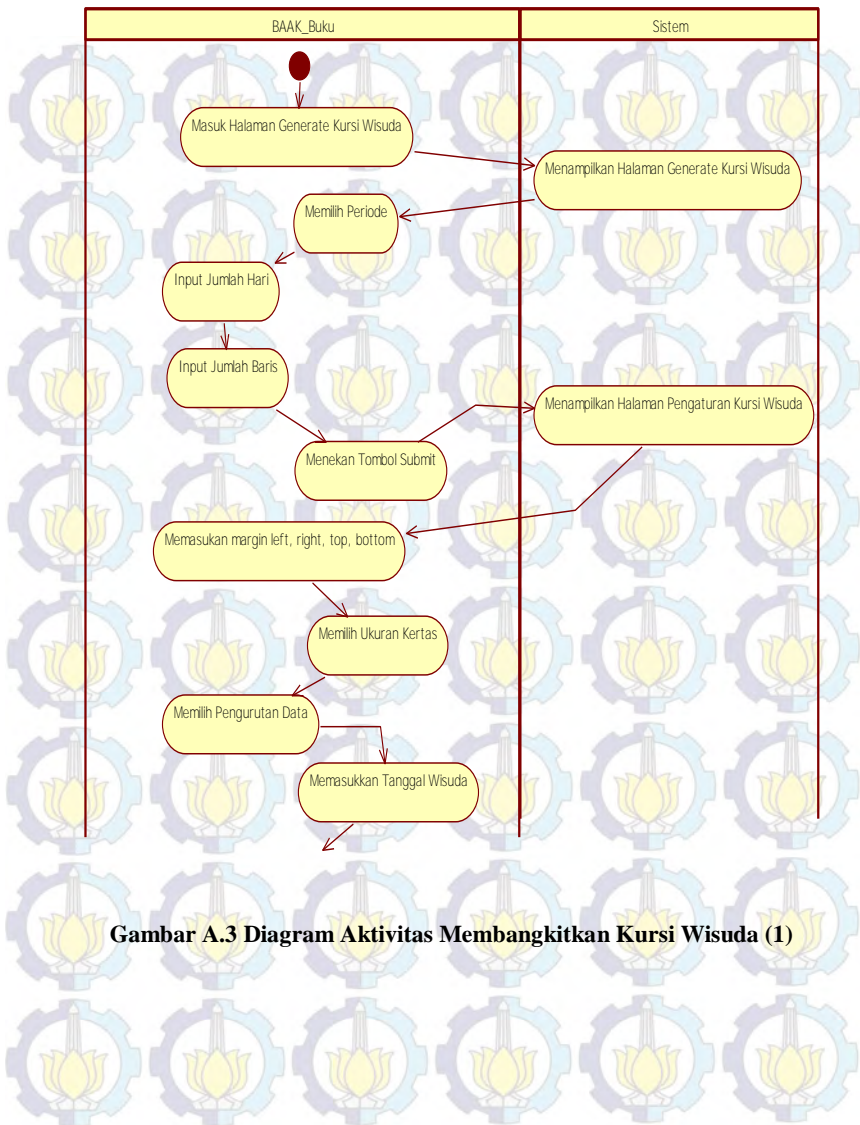 BAAK_Buku
Sistem
Masuk Halaman Generate Kursi Wisuda
Menampilkan Halaman Generate Kursi Wisuda
Memilih Periode
Input Jumlah Hari
Input Jumlah Baris
Menampilkan Halaman Pengaturan Kursi Wisuda
Menekan Tombol Submit
Memasukan margin left, right, top, bottom
Memilih Ukuran Kertas
Memilih Pengurutan Data
Memasukkan Tanggal Wisuda
Gambar A.3 Diagram Aktivitas Membangkitkan Kursi Wisuda (1)